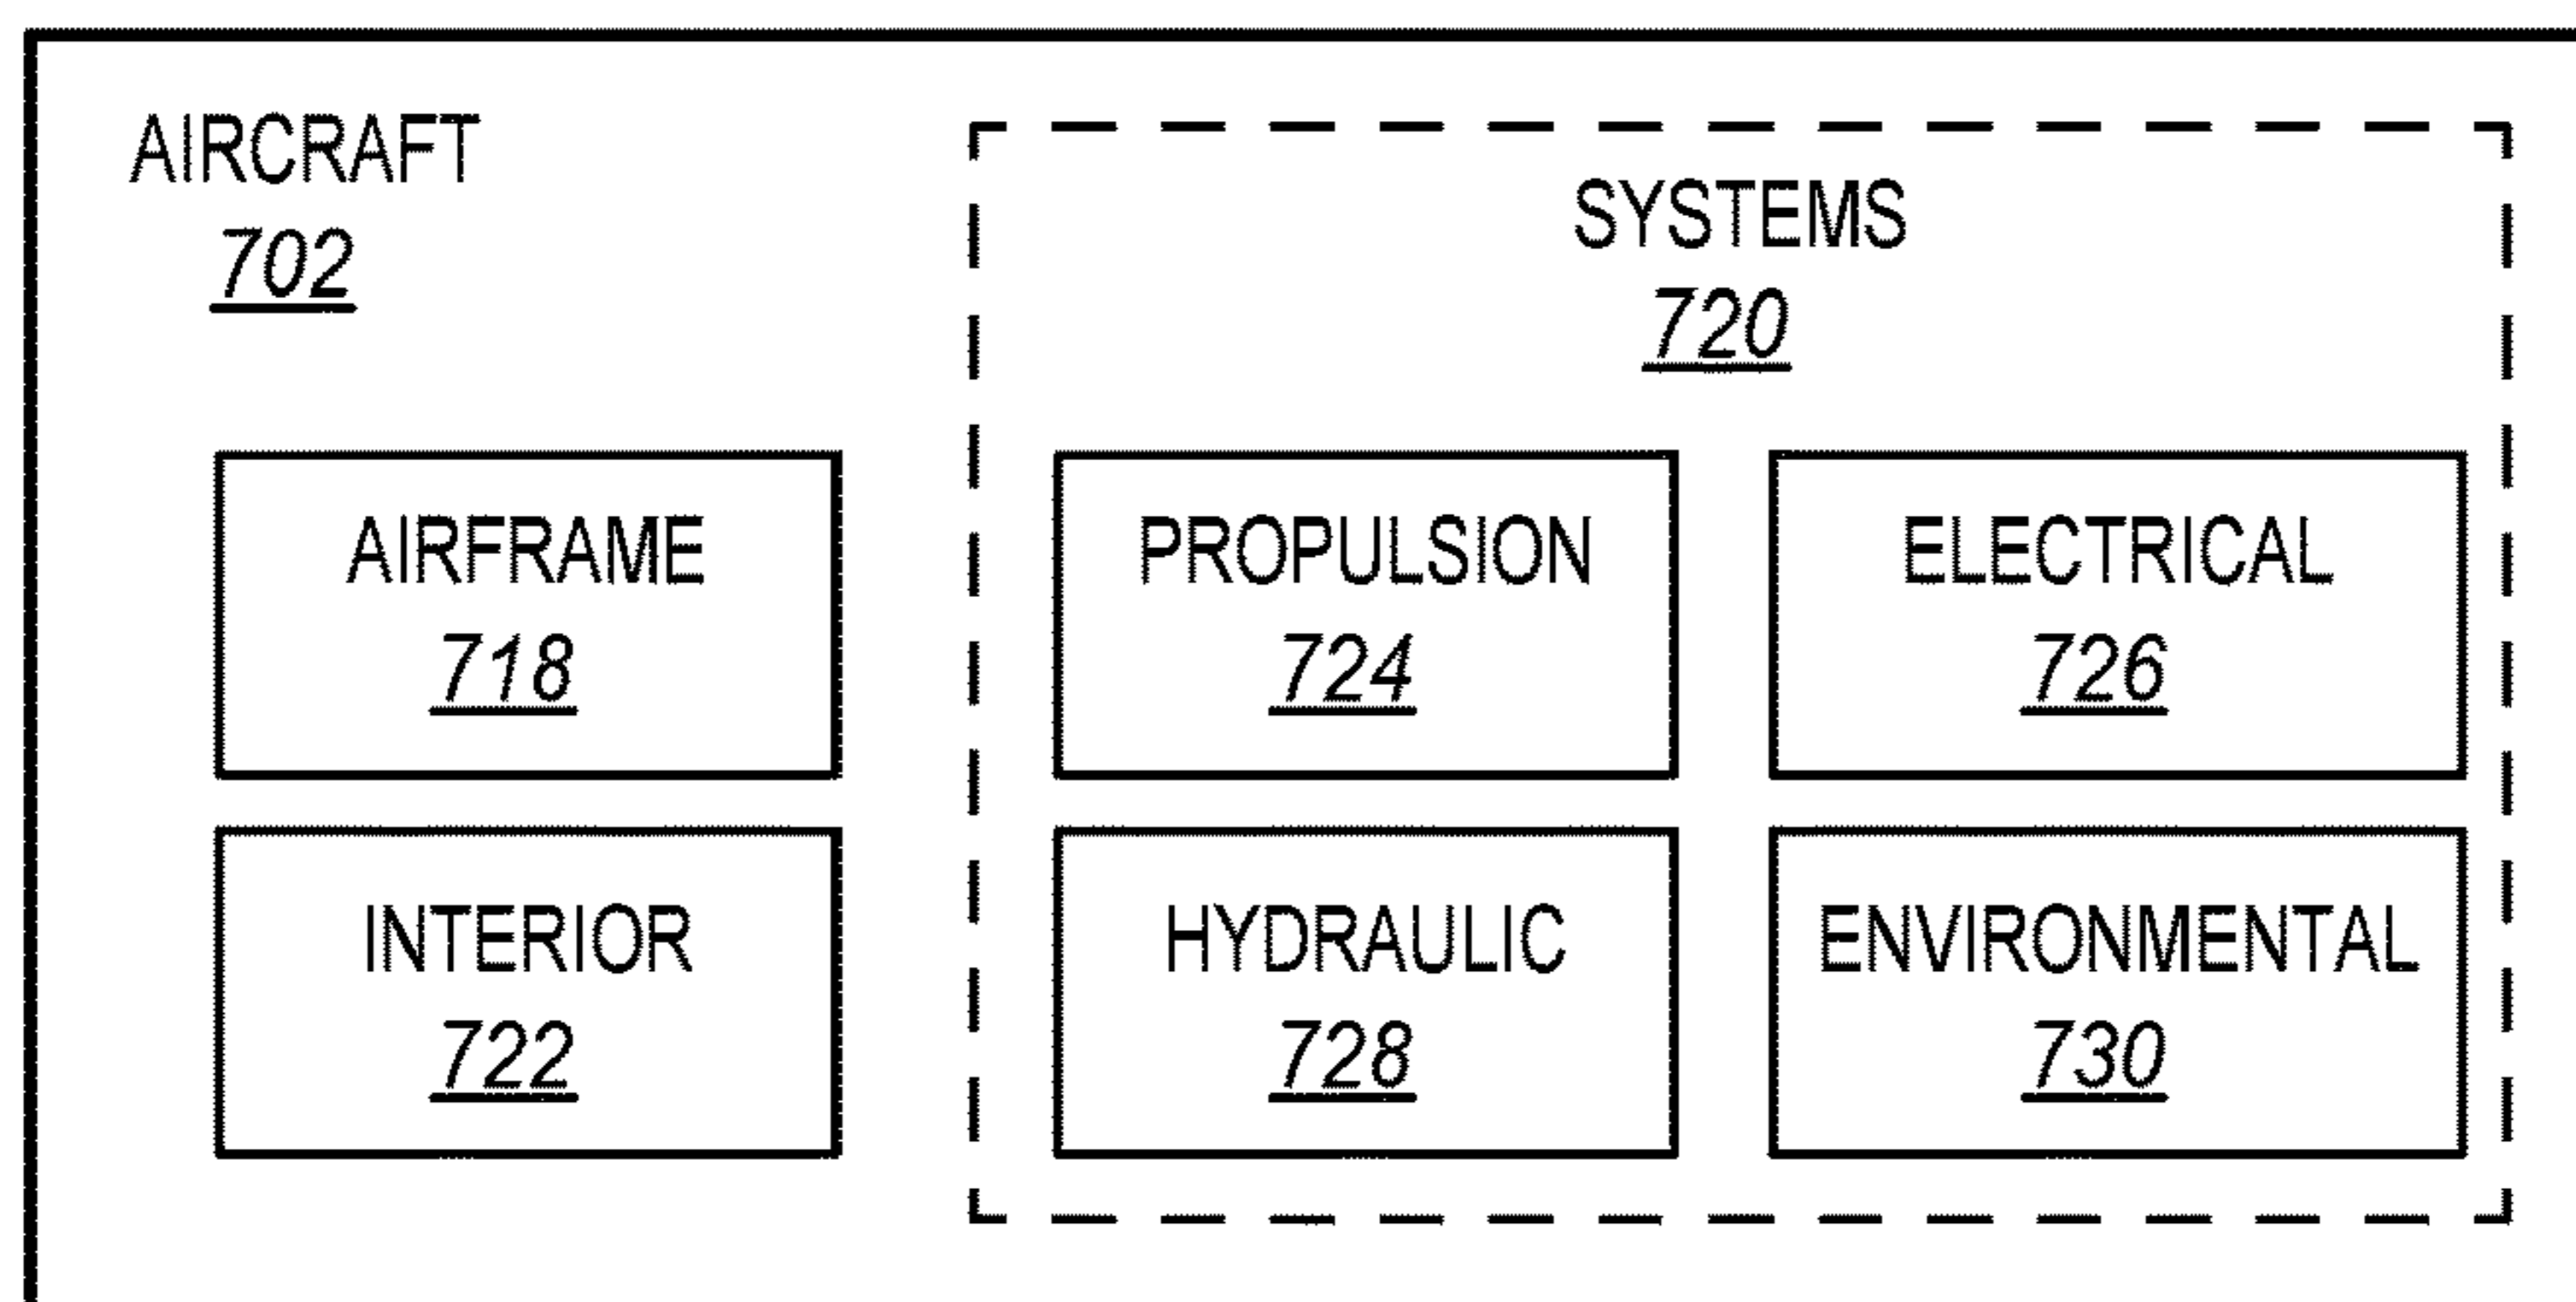 AIRCRAFT
702
SYSTEMS
720
AIRFRAME
718
PROPULSION
724
ELECTRICAL
726
INTERIOR
722
HYDRAULIC
728
ENVIRONMENTAL
730